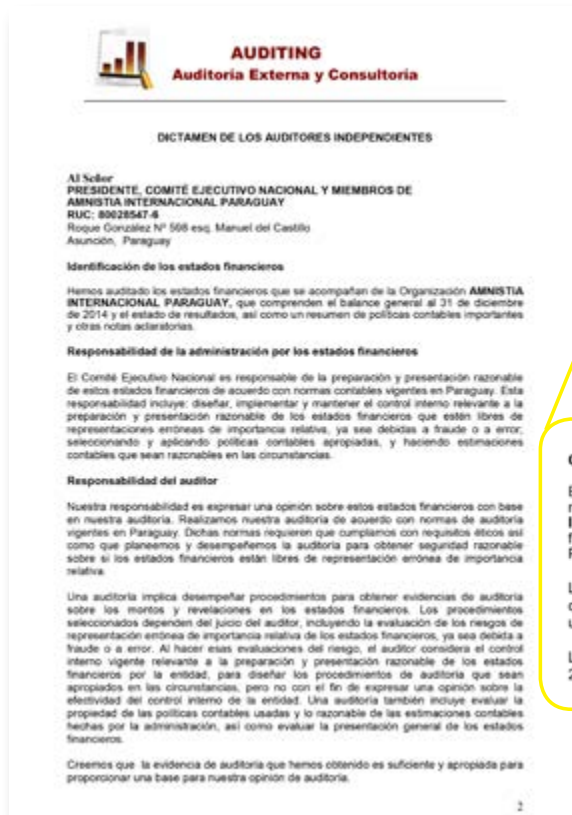 AUDITING
Auditoría Externa y Consultoría
DICTAMEN DE LOS AUDITORES INDEPENDIENTES
Al Señor
PRESIDENTE, COMITÉ EJECUTIVO NACIONAL Y MIEMBROS DE
AMNISTIA INTERNACIONAL PARAGUAY
RUC: 80028547-6
Roque González Nº 598 esq. Manuel del Castillo
Asunción, Paraguay
Identificación de los estados financieros
Hemos auditado los estados financieros que se acompañan de la Organización AMNISTIA
INTERNACIONAL PARAGUAY, que comprenden el balance general al 31 de diciembre
de 2014 y el estado de resultados, así como un resumen de políticas contables importantes
y otras notas aclaratorias.
Responsabilidad de la administración por los estados financieros
El Comité Ejecutivo Nacional es responsable de la preparación y presentación razonable
de estos estados financieros de acuerdo con normas contables vigentes en Paraguay. Esta
responsabilidad incluye: diseñar, implementar y mantener el control interno relevante a la
preparación y presentación razonable de los estados financieros que estén libres de
representaciones erróneas de importancia relativa, ya sea debidas a fraude o a error;
seleccionando y aplicando políticas contables apropiadas, y haciendo estimaciones
contables que sean razonables en las circunstancias.
Responsabilidad del auditor
Nuestra responsabilidad es expresar una opinión sobre estos estados financieros con base
en nuestra auditoría. Realizamos nuestra auditoría de acuerdo con normas de auditoría
vigentes en Paraguay. Dichas normas requieren que cumplamos con requisitos éticos así
como que planeemos y desempeñemos la auditoría para obtener seguridad razonable
sobre si los estados financieros están libres de representación errónea de importancia
relativa.
Una auditoría implica desempeñar procedimientos para obtener evidencias de auditoría
sobre los montos y revelaciones en los estados financieros. Los procedimientos
seleccionados dependen del juicio del auditor, incluyendo la evaluación de los riesgos de
representación errónea de importancia relativa de los estados financieros, ya sea debida a
fraude o a error. Al hacer esas evaluaciones del riesgo, el auditor considera el control
interno vigente relevante a la preparación y presentación razonable de los estados
financieros por la entidad, para diseñar los procedimientos de auditoría que sean
apropiados en las circunstancias, pero no con el fin de expresar una opinión sobre la
efectividad del control interno de la entidad. Una auditoría también incluye evaluar la
propiedad de las políticas contables usadas y lo razonable de las estimaciones contables
hechas por la administración, así como evaluar la presentación general de los estados
financieros.
Creemos que la evidencia de auditoría que hemos obtenido es suficiente y apropiada para
proporcionar una base para nuestra opinión de auditoría.
2